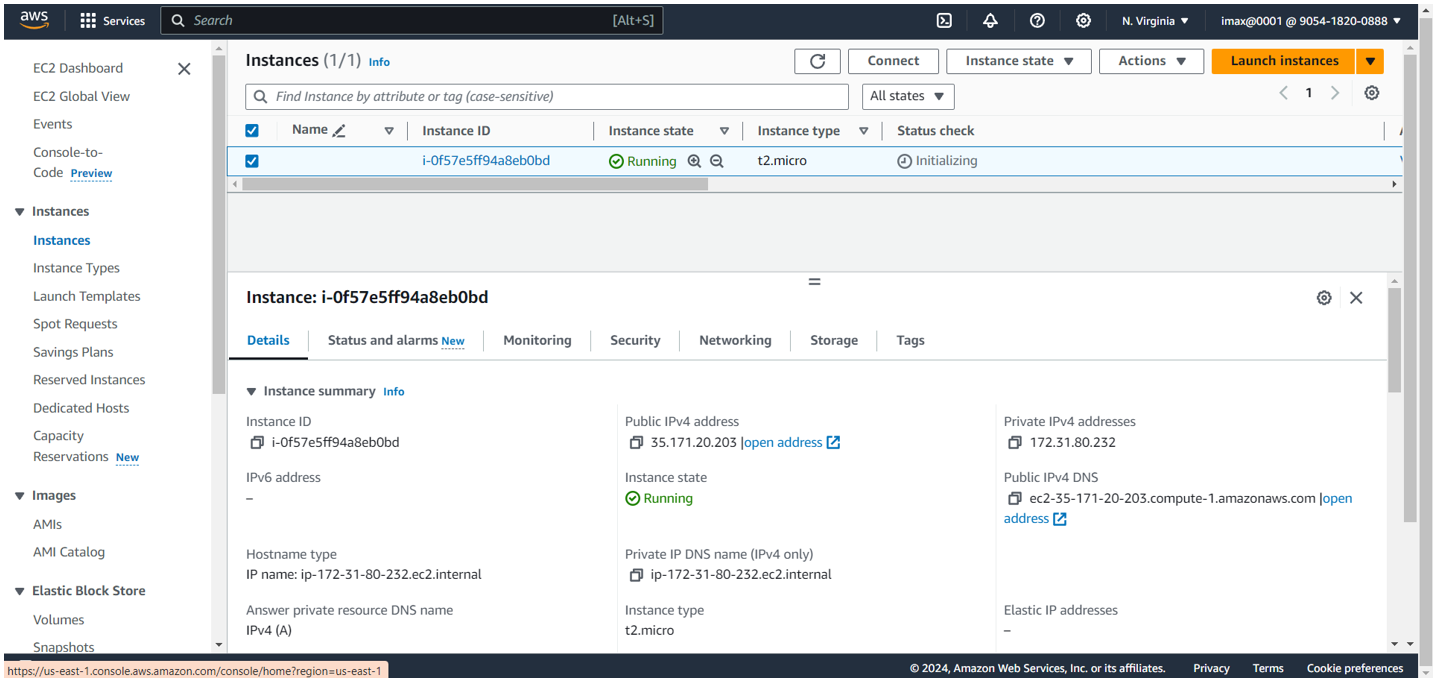 aws Services Search [Alt+S] N. Virginia imax@0001 @ 9054-1820-0888
EC2 Dashboard
EC2 Global View
Events
Console-to-
Code Preview
Instances
Instances
Instance Types
Launch Templates
Spot Requests
Savings Plans
Reserved Instances
Dedicated Hosts
Capacity
Reservations New
Images
AMIs
AMI Catalog
Elastic Block Store
Volumes
Snapshots
Instances (1/1) Info Connect Instance state Actions Launch instances
Find Instance by attribute or tag (case-sensitive) All states 1
Name Instance ID Instance state Instance type Status check
i-0f57e5ff94a8eb0bd Running t2.micro Initializing
Instance: i-0f57e5ff94a8eb0bd
Details Status and alarms New Monitoring Security Networking Storage Tags
Instance summary Info
Instance ID Public IPv4 address Private IPv4 addresses
i-0f57e5ff94a8eb0bd 35.171.20.203 |open address 172.31.80.232
IPv6 address Instance state Public IPv4 DNS
– Running ec2-35-171-20-203.compute-1.amazonaws.com |open
address
Hostname type Private IP DNS name (IPv4 only)
IP name: ip-172-31-80-232.ec2.internal ip-172-31-80-232.ec2.internal
Answer private resource DNS name Instance type Elastic IP addresses
IPv4 (A) t2.micro –
https://us-east-1.console.aws.amazon.com/console/home?region=us-east-1 © 2024, Amazon Web Services, Inc. or its affiliates. Privacy Terms Cookie preferences